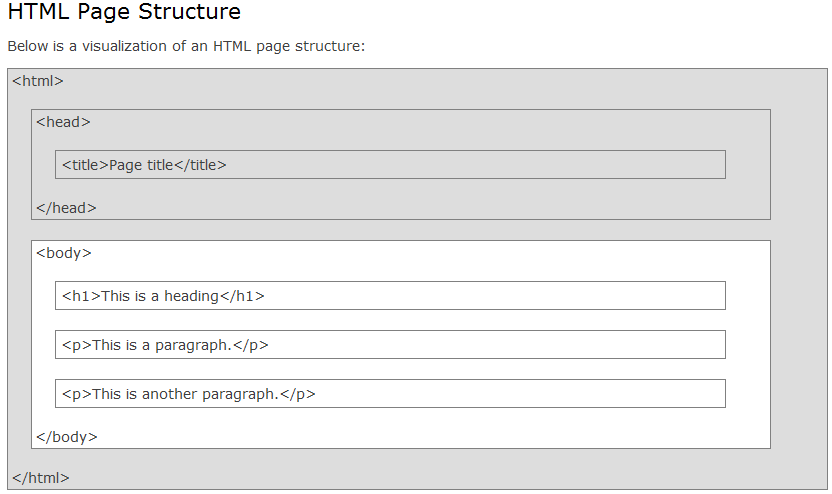 HTML Page Structure
Below is a visualization of an HTML page structure:
<html>
<head>
<title>Page title</title>
</head>
<body>
<h1>This is a heading</h1>
<p>This is a paragraph.</p>
<p>This is another paragraph.</p>
</body>
</html>